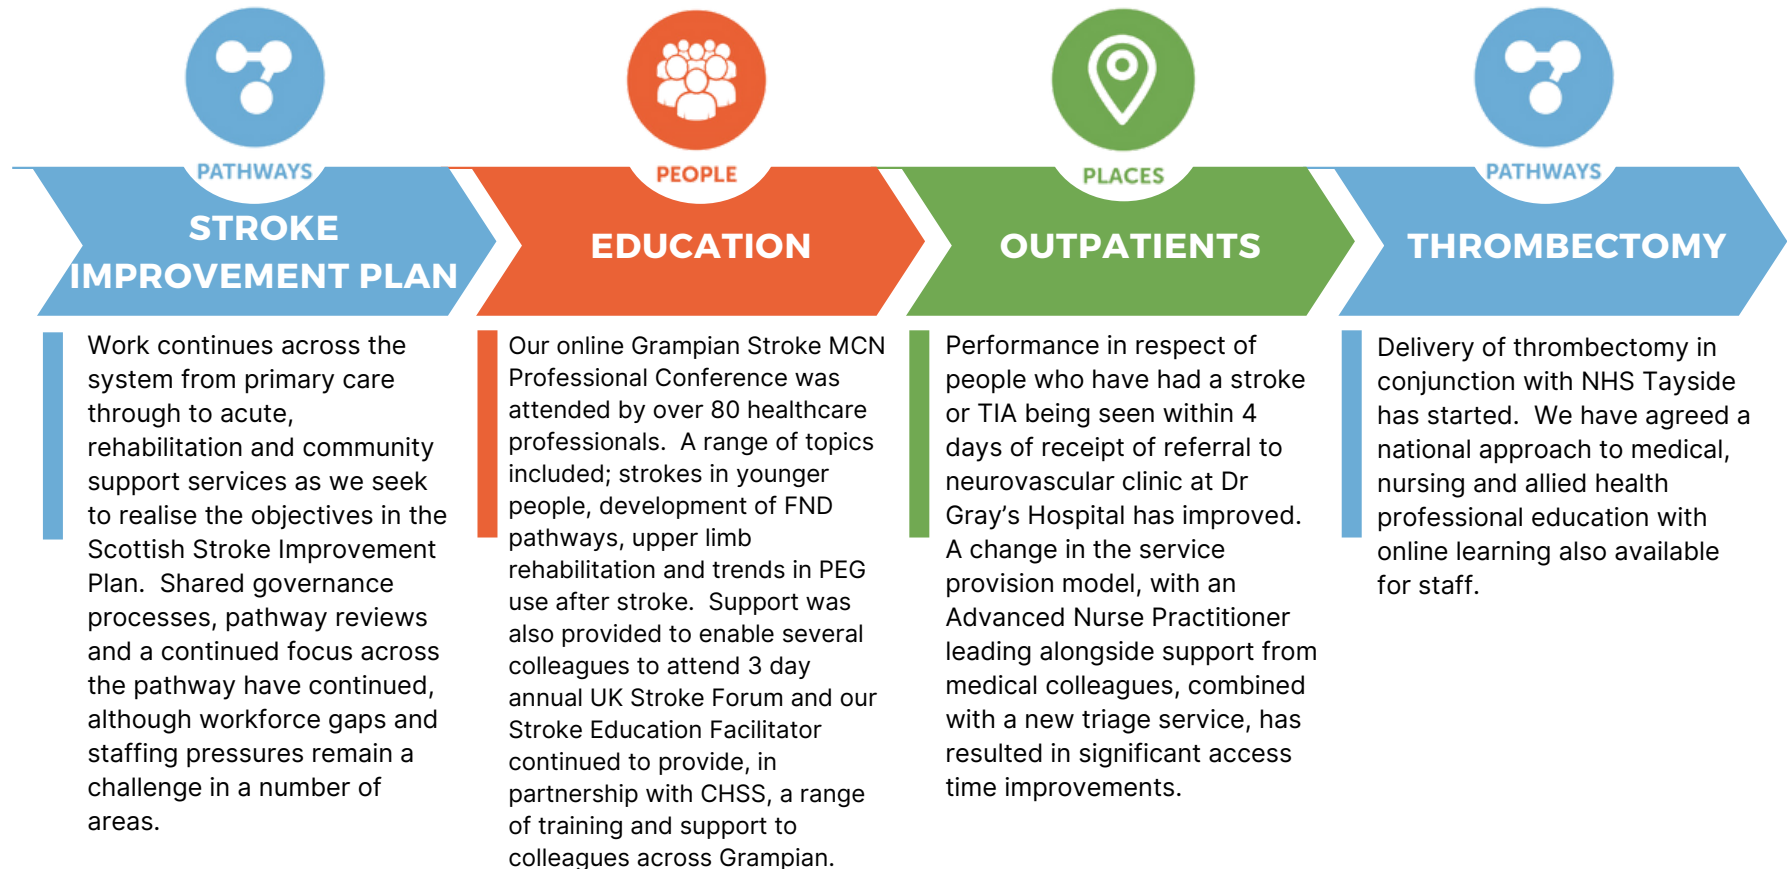 PATHWAYS
STROKE
IMPROVEMENT PLAN
Work continues across the
system from primary care
through to acute,
rehabilitation and community
support services as we seek
to realise the objectives in the
Scottish Stroke Improvement
Plan.  Shared governance
processes, pathway reviews
and a continued focus across
the pathway have continued,
although workforce gaps and
staffing pressures remain a
challenge in a number of
areas.
PEOPLE
EDUCATION
Our online Grampian Stroke MCN
Professional Conference was
attended by over 80 healthcare
professionals.  A range of topics
included; strokes in younger
people, development of FND
pathways, upper limb
rehabilitation and trends in PEG
use after stroke.  Support was
also provided to enable several
colleagues to attend 3 day
annual UK Stroke Forum and our
Stroke Education Facilitator
continued to provide, in
partnership with CHSS, a range
of training and support to
colleagues across Grampian.
PLACES
OUTPATIENTS
Performance in respect of
people who have had a stroke
or TIA being seen within 4
days of receipt of referral to
neurovascular clinic at Dr
Gray’s Hospital has improved.
A change in the service
provision model, with an
Advanced Nurse Practitioner
leading alongside support from
medical colleagues, combined
with a new triage service, has
resulted in significant access
time improvements.
PATHWAYS
THROMBECTOMY
Delivery of thrombectomy in
conjunction with NHS Tayside
has started.  We have agreed a
national approach to medical,
nursing and allied health
professional education with
online learning also available
for staff.